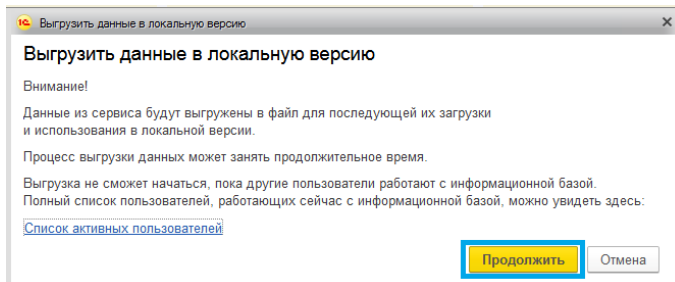 1С Выгрузить данные в локальную версию
Выгрузить данные в локальную версию
Внимание!
Данные из сервиса будут выгружены в файл для последующей их загрузки
и использования в локальной версии.
Процесс выгрузки данных может занять продолжительное время.
Выгрузка не сможет начаться, пока другие пользователи работают с информационной базой.
Полный список пользователей, работающих сейчас с информационной базой, можно увидеть здесь:
Список активных пользователей
Продолжить Отмена